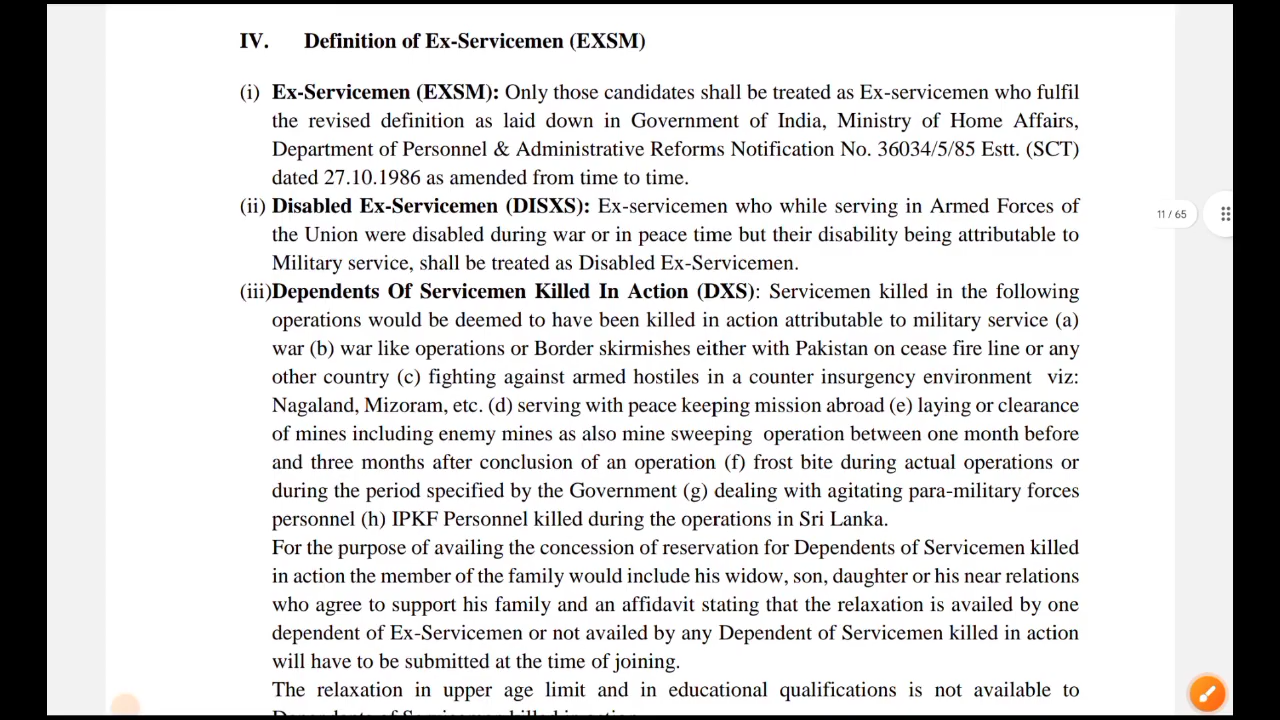 IV. Definition of Ex-Servicemen (EXSM)
(i) Ex-Servicemen (EXSM): Only those candidates shall be treated as Ex-servicemen who fulfil
the revised definition as laid down in Government of India, Ministry of Home Affairs,
Department of Personnel & Administrative Reforms Notification No. 36034/5/85 Estt. (SCT)
dated 27.10.1986 as amended from time to time.
(ii) Disabled Ex-Servicemen (DISXS): Ex-servicemen who while serving in Armed Forces of
the Union were disabled during war or in peace time but their disability being attributable to
Military service, shall be treated as Disabled Ex-Servicemen.
11 / 65
(iii)Dependents Of Servicemen Killed In Action (DXS): Servicemen killed in the following
operations would be deemed to have been killed in action attributable to military service (a)
war (b) war like operations or Border skirmishes either with Pakistan on cease fire line or any
other country (c) fighting against armed hostiles in a counter insurgency environment viz:
Nagaland, Mizoram, etc. (d) serving with peace keeping mission abroad (e) laying or clearance
of mines including enemy mines as also mine sweeping operation between one month before
and three months after conclusion of an operation (f) frost bite during actual operations or
during the period specified by the Government (g) dealing with agitating para-military forces
personnel (h) IPKF Personnel killed during the operations in Sri Lanka.
For the purpose of availing the concession of reservation for Dependents of Servicemen killed
in action the member of the family would include his widow, son, daughter or his near relations
who agree to support his family and an affidavit stating that the relaxation is availed by one
dependent of Ex-Servicemen or not availed by any Dependent of Servicemen killed in action
will have to be submitted at the time of joining.
The relaxation in upper age limit and in educational qualifications is not available to